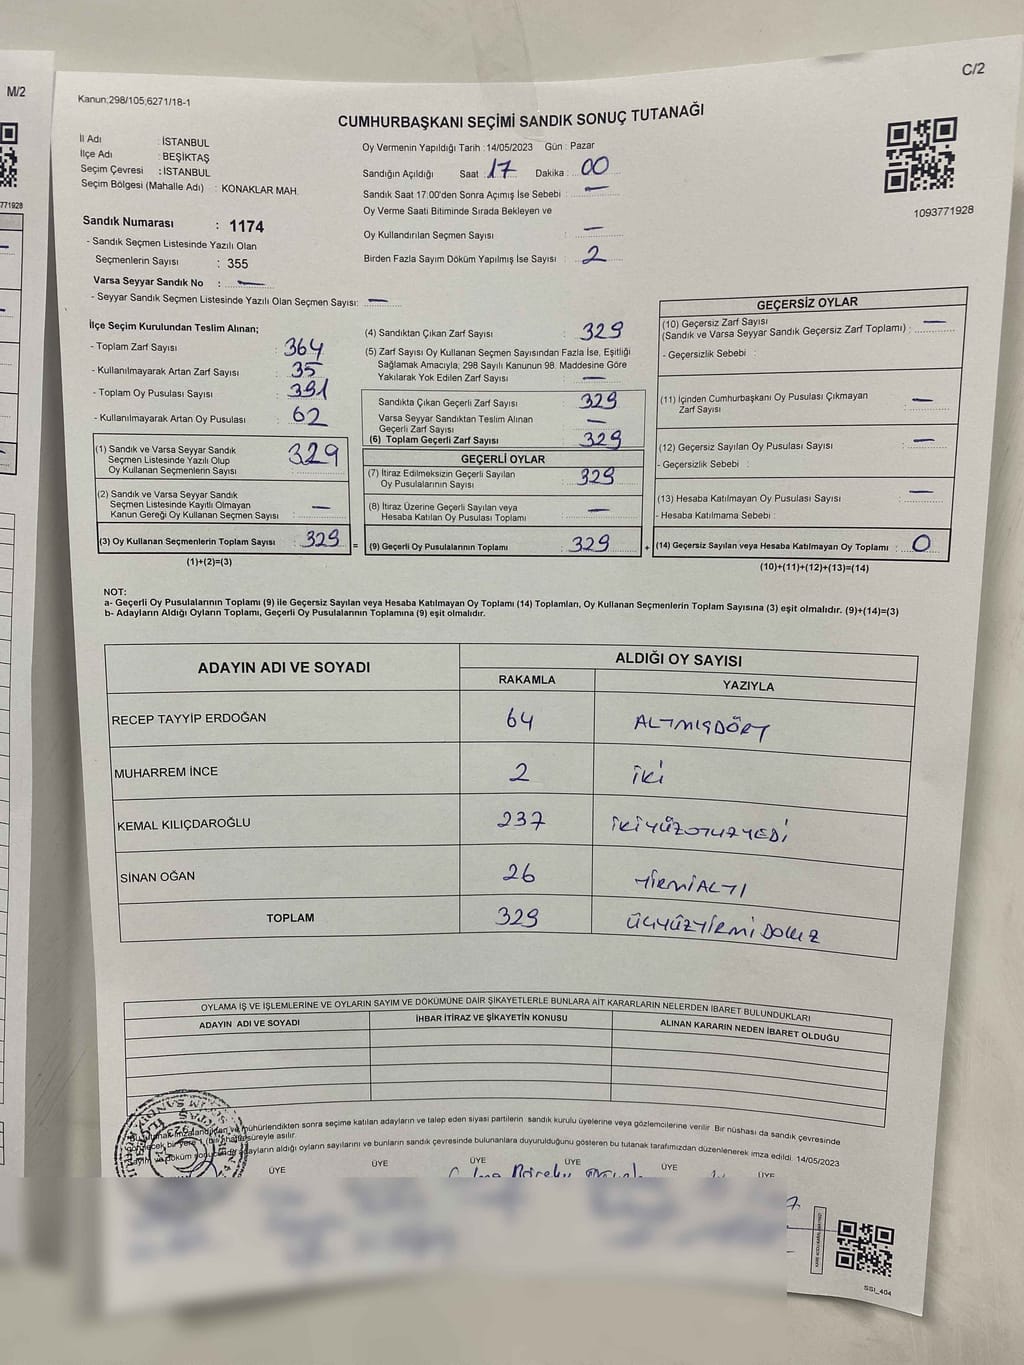 M/2
C/2
Kanun;298/105;6271/18-1
CUMHURBAŞKANI SEÇİMİ SANDIK SONUÇ TUTANAĞI
771928
1093771928
İl Adı : İSTANBUL
İlçe Adı : BEŞİKTAŞ
Seçim Çevresi : İSTANBUL
Seçim Bölgesi (Mahalle Adı) : KONAKLAR MAH.
Oy Vermenin Yapıldığı Tarih : 14/05/2023 Gün : Pazar
Sandığın Açıldığı Saat : 17 Dakika : 00
Sandık Saat 17:00'den Sonra Açımış İse Sebebi : —
Oy Verme Saati Bitiminde Sırada Bekleyen ve
Oy Kullandırılan Seçmen Sayısı : —
Birden Fazla Sayım Döküm Yapılmış İse Sayısı : 2
Sandık Numarası : 1174
- Sandık Seçmen Listesinde Yazılı Olan
Seçmenlerin Sayısı : 355
Varsa Seyyar Sandık No : —
- Seyyar Sandık Seçmen Listesinde Yazılı Olan Seçmen Sayısı: —
İlçe Seçim Kurulundan Teslim Alınan;
- Toplam Zarf Sayısı : 364
- Kullanılmayarak Artan Zarf Sayısı : 35
- Toplam Oy Pusulası Sayısı : 391
- Kullanılmayarak Artan Oy Pusulası : 62
(1) Sandık ve Varsa Seyyar Sandık
Seçmen Listesinde Yazılı Olup
Oy Kullanan Seçmenlerin Sayısı : 329
(2) Sandık ve Varsa Seyyar Sandık
Seçmen Listesinde Kayıtlı Olmayan
Kanun Gereği Oy Kullanan Seçmen Sayısı : —
(3) Oy Kullanan Seçmenlerin Toplam Sayısı : 329 =
(1)+(2)=(3)
(4) Sandıktan Çıkan Zarf Sayısı : 329
(5) Zarf Sayısı Oy Kullanan Seçmen Sayısından Fazla İse, Eşitliği
Sağlamak Amacıyla; 298 Sayılı Kanunun 98. Maddesine Göre
Yakılarak Yok Edilen Zarf Sayısı : —
Sandıkta Çıkan Geçerli Zarf Sayısı : 329
Varsa Seyyar Sandıktan Teslim Alınan
Geçerli Zarf Sayısı : —
(6) Toplam Geçerli Zarf Sayısı : 329
GEÇERLİ OYLAR
(7) İtiraz Edilmeksizin Geçerli Sayılan
Oy Pusulalarının Sayısı : 329
(8) İtiraz Üzerine Geçerli Sayılan veya
Hesaba Katılan Oy Pusulası Toplamı : —
(9) Geçerli Oy Pusulalarının Toplamı : 329 +
GEÇERSİZ OYLAR
(10) Geçersiz Zarf Sayısı
(Sandık ve Varsa Seyyar Sandık Geçersiz Zarf Toplamı) : —
- Geçersizlik Sebebi :
(11) İçinden Cumhurbaşkanı Oy Pusulası Çıkmayan
Zarf Sayısı : —
(12) Geçersiz Sayılan Oy Pusulası Sayısı : —
- Geçersizlik Sebebi :
(13) Hesaba Katılmayan Oy Pusulası Sayısı : —
- Hesaba Katılmama Sebebi :
(14) Geçersiz Sayılan veya Hesaba Katılmayan Oy Toplamı : 0
(10)+(11)+(12)+(13)=(14)
NOT:
a- Geçerli Oy Pusulalarının Toplamı (9) ile Geçersiz Sayılan veya Hesaba Katılmayan Oy Toplamı (14) Toplamları, Oy Kullanan Seçmenlerin Toplam Sayısına (3) eşit olmalıdır. (9)+(14)=(3)
b- Adayların Aldığı Oyların Toplamı, Geçerli Oy Pusulalarının Toplamına (9) eşit olmalıdır.
ADAYIN ADI VE SOYADI ALDIĞI OY SAYISI
RAKAMLA YAZIYLA
RECEP TAYYİP ERDOĞAN 64 ALTMIŞDÖRT
MUHARREM İNCE 2 İKİ
KEMAL KILIÇDAROĞLU 237 İKİYÜZOTUZYEDİ
SİNAN OĞAN 26 YİRMİALTI
TOPLAM 329 ÜÇYÜZYİRMİDOKUZ
OYLAMA İŞ VE İŞLEMLERİNE VE OYLARIN SAYIM VE DÖKÜMÜNE DAİR ŞİKAYETLERLE BUNLARA AİT KARARLARIN NELERDEN İBARET BULUNDUKLARI
ADAYIN ADI VE SOYADI İHBAR İTİRAZ VE ŞİKAYETİN KONUSU ALINAN KARARIN NEDEN İBARET OLDUĞU
mühürlendikten sonra seçime katılan adayların ve talep eden siyasi partilerin sandık kurulu üyelerine veya gözlemcilerine verilir. Bir nüshası da sandık çevresinde
süreyle asılır.
adayların aldığı oyların sayılarını ve bunların sandık çevresinde bulunanlara duyurulduğunu gösteren bu tutanak tarafımızdan düzenlenerek imza edildi. 14/05/2023
ÜYE ÜYE ÜYE ÜYE ÜYE ÜYE
SSI_404